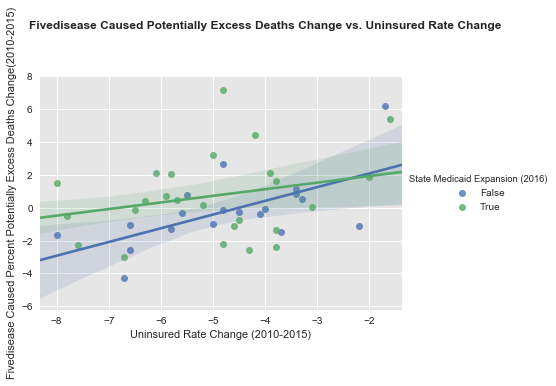 Fivedisease Caused Potentially Excess Deaths Change vs. Uninsured Rate Change
Fivedisease Caused Percent Potentially Excess Deaths Change(2010-2015)
8
6
4
2
0
−2
−4
−6
−8
−7
−6
−5
−4
−3
−2
Uninsured Rate Change (2010-2015)
State Medicaid Expansion (2016)
False
True